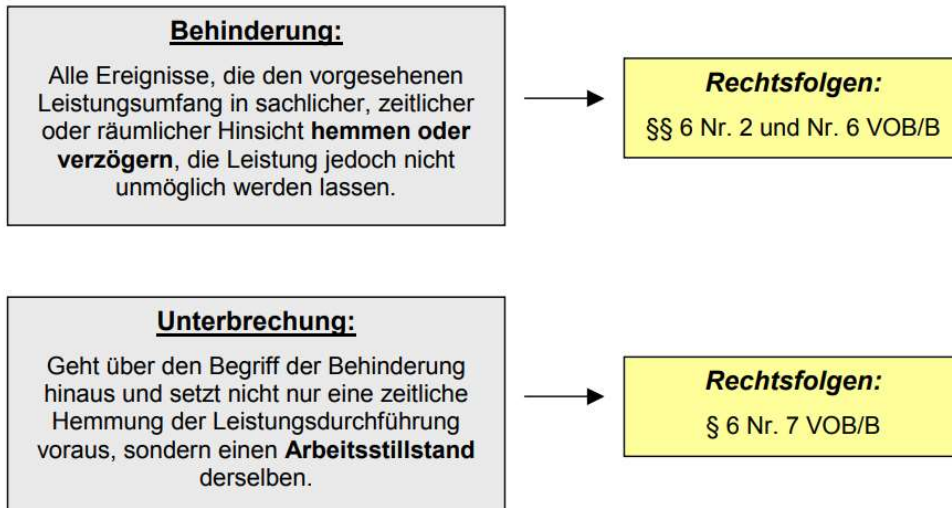 Behinderung:
Alle Ereignisse, die den vorgesehenen
Leistungsumfang in sachlicher, zeitlicher
oder räumlicher Hinsicht hemmen oder
verzögern, die Leistung jedoch nicht
unmöglich werden lassen.
Rechtsfolgen:
§§ 6 Nr. 2 und Nr. 6 VOB/B
Unterbrechung:
Geht über den Begriff der Behinderung
hinaus und setzt nicht nur eine zeitliche
Hemmung der Leistungsdurchführung
voraus, sondern einen Arbeitsstillstand
derselben.
Rechtsfolgen:
§ 6 Nr. 7 VOB/B